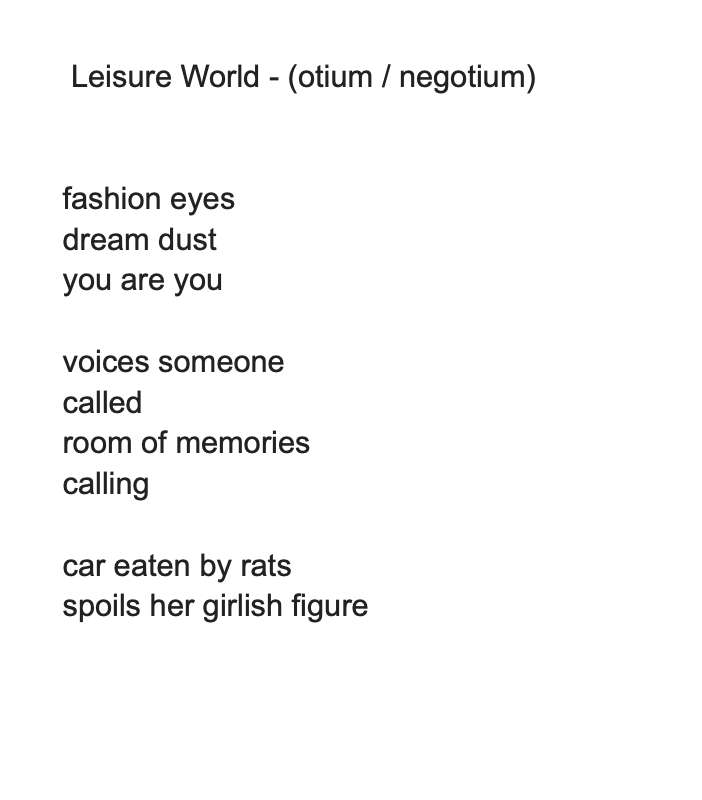 Leisure World - (otium / negotium)
fashion eyes
dream dust
you are you
voices someone
called
room of memories
calling
car eaten by rats
spoils her girlish figure